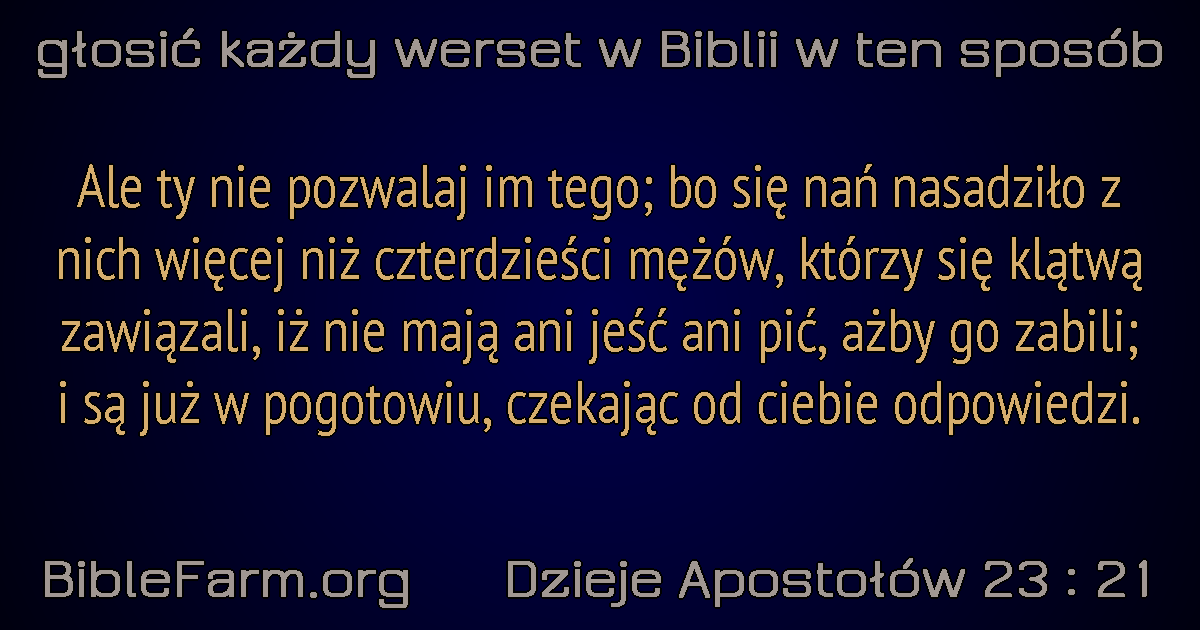 głosić każdy werset w Biblii w ten sposób
Ale ty nie pozwalaj im tego; bo się nań nasadziło z
nich więcej niż czterdzieści mężów, którzy się klątwą
zawiązali, iż nie mają ani jeść ani pić, ażby go zabili;
i są już w pogotowiu, czekając od ciebie odpowiedzi.
BibleFarm.org Dzieje Apostołów 23 : 21